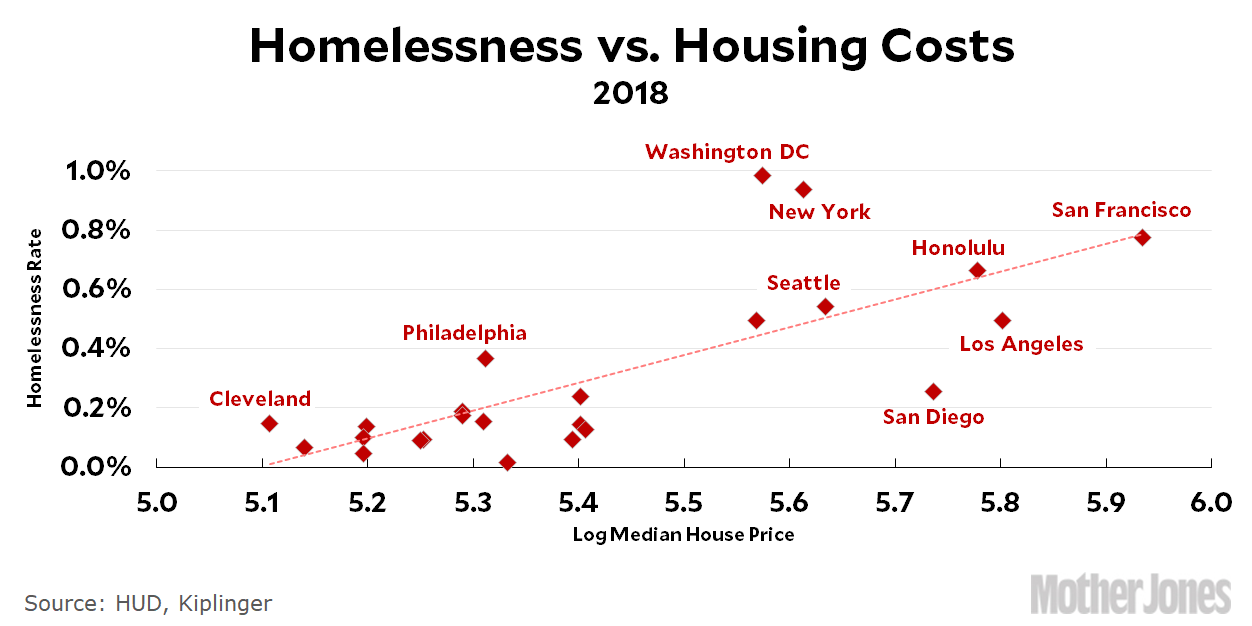 Homelessness vs. Housing Costs
2018
Homelessness Rate
1.0%
0.8%
0.6%
0.4%
0.2%
0.0%
Washington DC
New York
San Francisco
Honolulu
Seattle
Philadelphia
Los Angeles
Cleveland
San Diego
5.0 5.1 5.2 5.3 5.4 5.5 5.6 5.7 5.8 5.9 6.0
Log Median House Price
Source: HUD, Kiplinger
Mother Jones